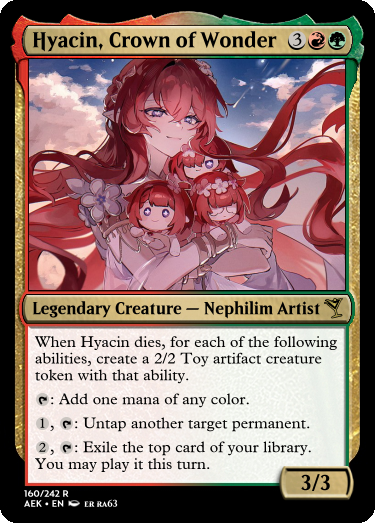 Hyacin, Crown of Wonder 3
Legendary Creature — Nephilim Artist
When Hyacin dies, for each of the following
abilities, create a 2/2 Toy artifact creature
token with that ability.
: Add one mana of any color.
1, : Untap another target permanent.
2, : Exile the top card of your library.
You may play it this turn.
3/3
160/242 R
AEK • EN ER RA63